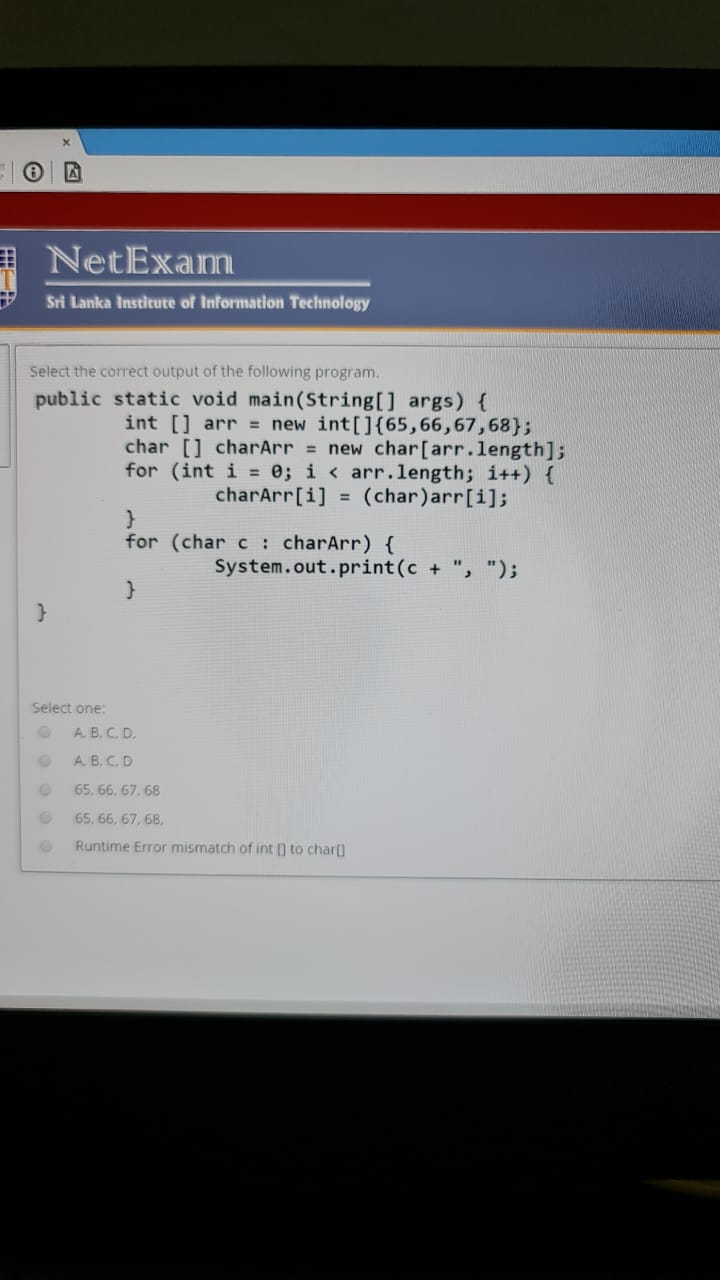 NetExam
Sri Lanka Institute of Information Technology
Select the correct output of the following program.
public static void main(String[] args) {
int [] arr = new int[]{65,66,67,68};
char [] charArr = new char[arr.length];
for (int i = 0; i < arr.length; i++) {
charArr[i] = (char)arr[i];
}
for (char c : charArr) {
System.out.print(c + ", ");
}
}
Select one:
A, B, C, D,
A, B, C, D
65, 66, 67, 68
65, 66, 67, 68,
Runtime Error mismatch of int [] to char[]